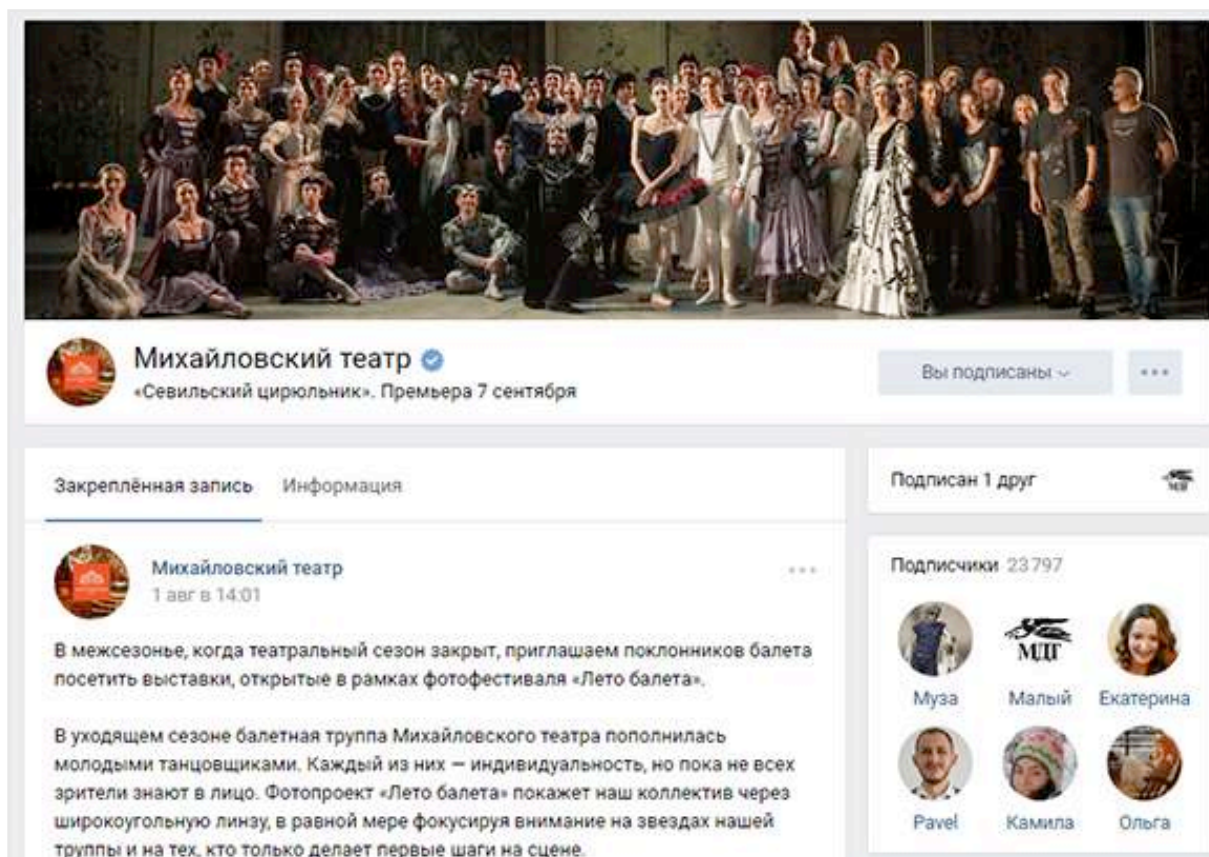 Михайловский театр
«Севильский цирюльник». Премьера 7 сентября
Вы подписаны
Закреплённая запись
Информация
Михайловский театр
1 авг в 14:01
В межсезонье, когда театральный сезон закрыт, приглашаем поклонников балета
посетить выставки, открытые в рамках фотофестиваля «Лето балета».
В уходящем сезоне балетная труппа Михайловского театра пополнилась
молодыми танцовщиками. Каждый из них — индивидуальность, но пока не всех
зрители знают в лицо. Фотопроект «Лето балета» покажет наш коллектив через
широкоугольную линзу, в равной мере фокусируя внимание на звездах нашей
труппы и на тех, кто только делает первые шаги на сцене.
Подписан 1 друг
Подписчики 23 797
МДТ
Муза
Малый
Екатерина
Pavel
Камила
Ольга